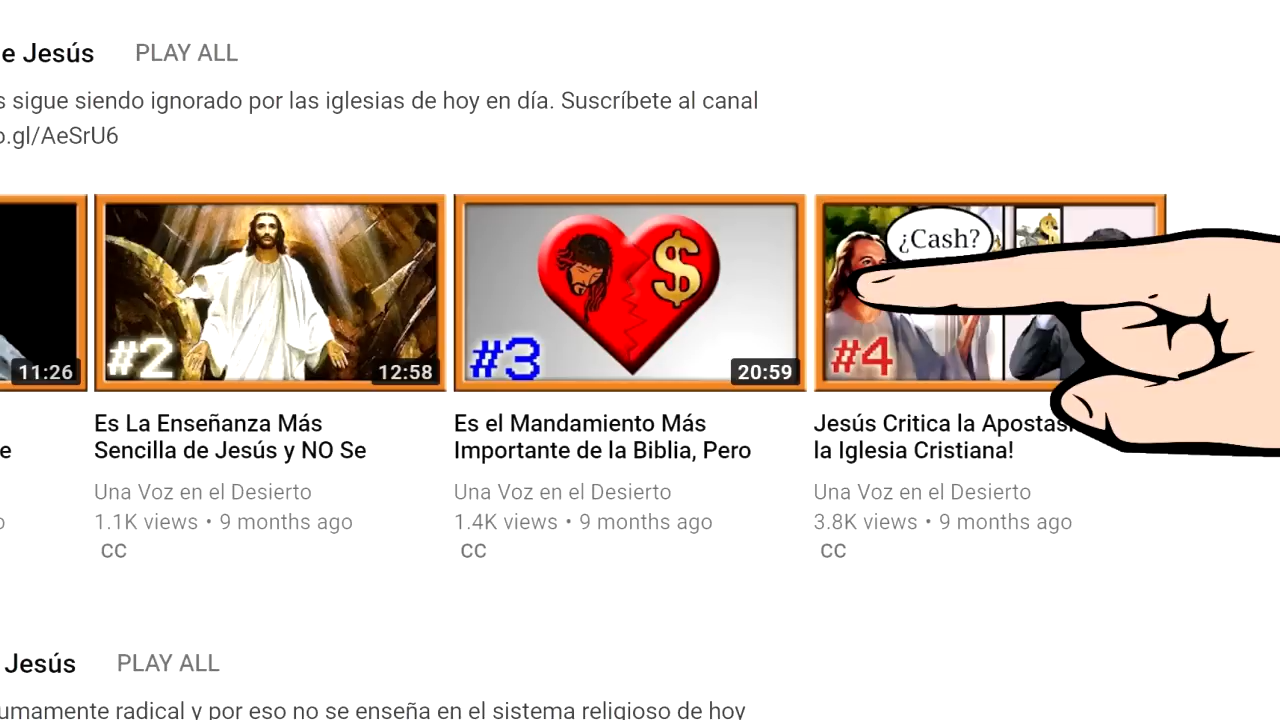 e Jesús PLAY ALL
s sigue siendo ignorado por las iglesias de hoy en día. Suscríbete al canal
o.gl/AeSrU6
¿Cash?
#2
#3
#4
11:26
12:58
20:59
e
Es La Enseñanza Más
Sencilla de Jesús y NO Se
Una Voz en el Desierto
1.1K views • 9 months ago
CC
Es el Mandamiento Más
Importante de la Biblia, Pero
Una Voz en el Desierto
1.4K views • 9 months ago
CC
Jesús Critica la Apostas
la Iglesia Cristiana!
Una Voz en el Desierto
3.8K views • 9 months ago
CC
o
Jesús PLAY ALL
umamente radical y por eso no se enseña en el sistema religioso de hoy